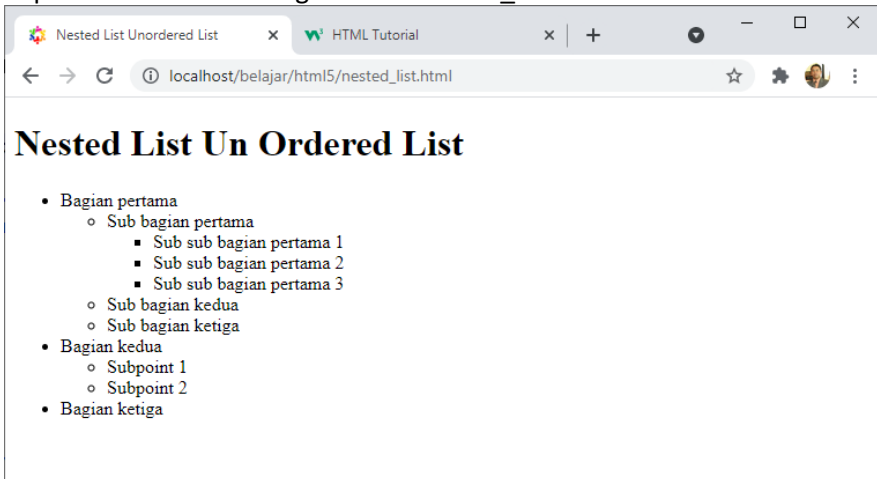 Nested List Unordered List
HTML Tutorial
localhost/belajar/html5/nested_list.html
Nested List Un Ordered List
Bagian pertama
Sub bagian pertama
Sub sub bagian pertama 1
Sub sub bagian pertama 2
Sub sub bagian pertama 3
Sub bagian kedua
Sub bagian ketiga
Bagian kedua
Subpoint 1
Subpoint 2
Bagian ketiga